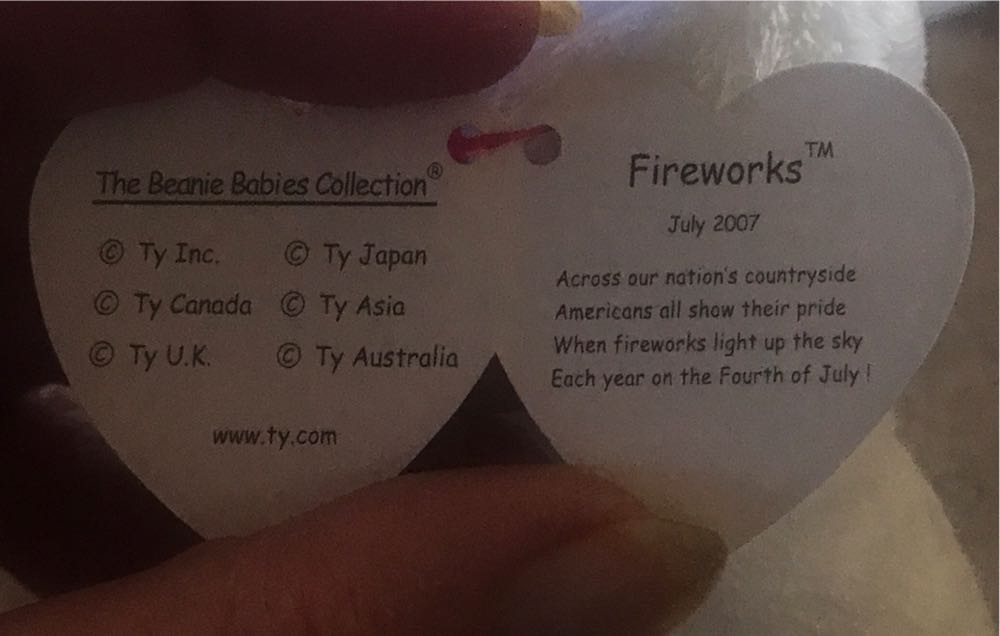 The Beanie Babies Collection®
© Ty Inc. © Ty Japan
© Ty Canada © Ty Asia
© Ty U.K. © Ty Australia
www.ty.com
Fireworks™
July 2007
Across our nation's countryside
Americans all show their pride
When fireworks light up the sky
Each year on the Fourth of July !